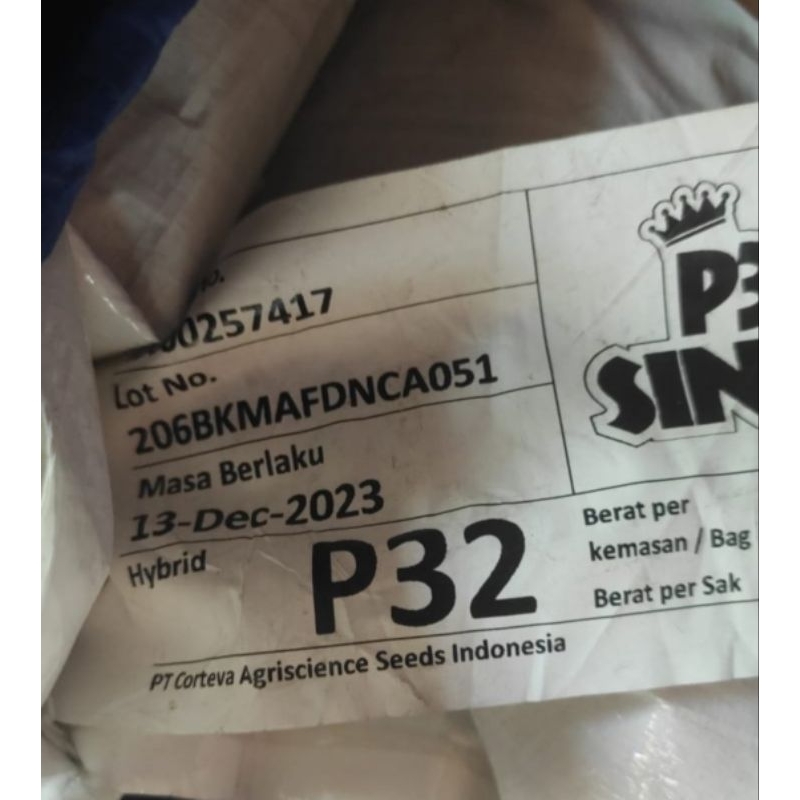 00257417
Lot No.
206BKMAFDNCA051
Masa Berlaku
13-Dec-2023
Hybrid
P32
SIN
Berat per
kemasan / Bag
Berat per Sak
PT Corteva Agriscience Seeds Indonesia